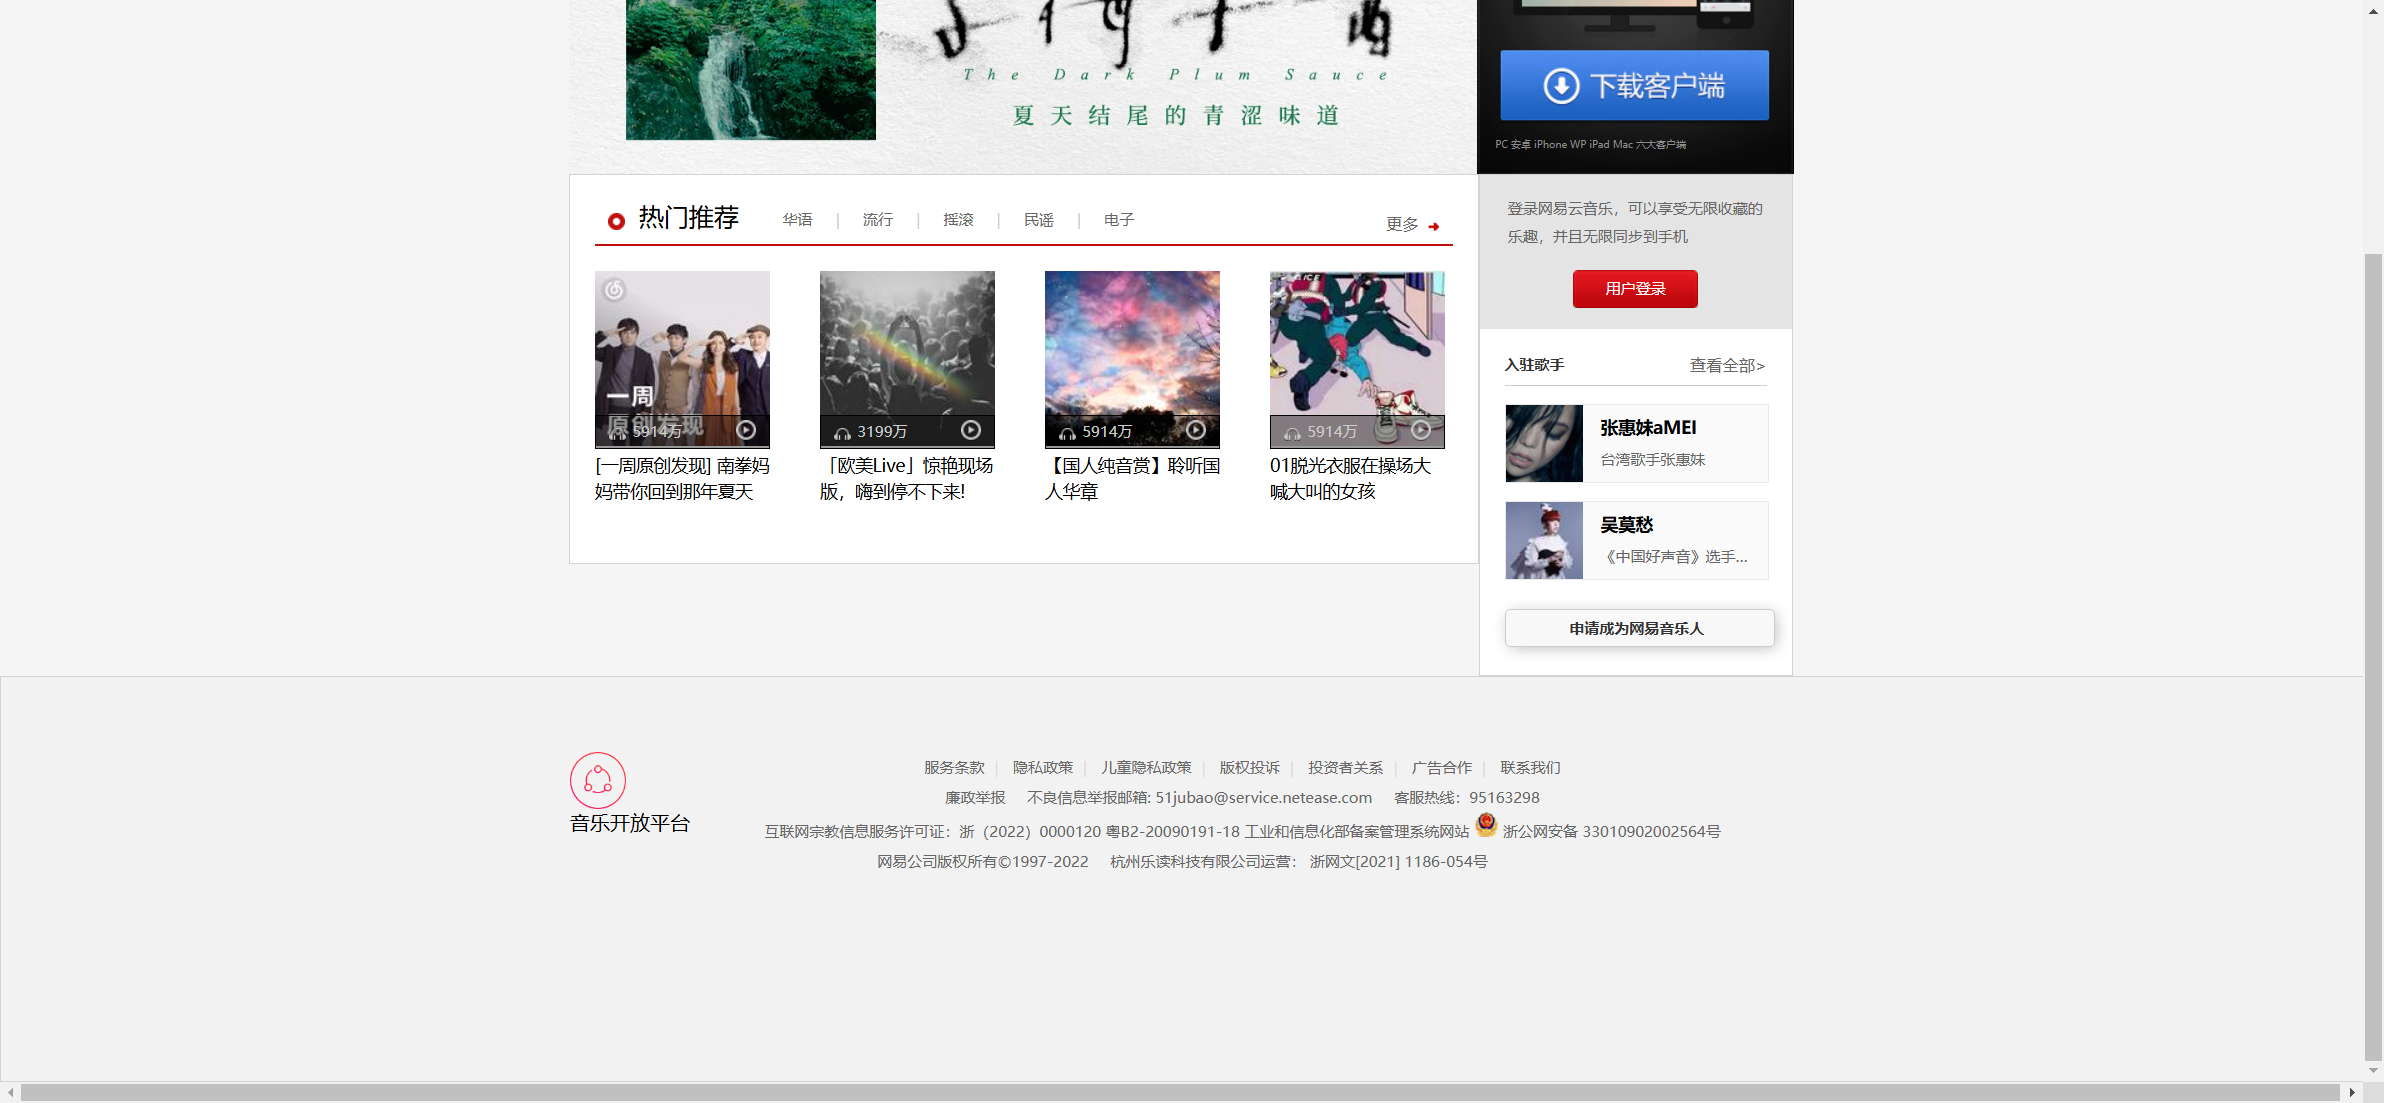 The Dark Plum Sauce
夏天结尾的青涩味道
下载客户端
PC 安卓 iPhone WP iPad Mac 六大客户端
热门推荐
华语 | 流行 | 摇滚 | 民谣 | 电子
更多
登录网易云音乐，可以享受无限收藏的
乐趣，并且无限同步到手机
用户登录
一周
原创发现
5914万
[一周原创发现] 南拳妈
妈带你回到那年夏天
3199万
「欧美Live」惊艳现场
版，嗨到停不下来!
5914万
【国人纯音赏】聆听国
人华章
5914万
01脱光衣服在操场大
喊大叫的女孩
入驻歌手
查看全部>
张惠妹aMEI
台湾歌手张惠妹
吴莫愁
《中国好声音》选手...
申请成为网易音乐人
音乐开放平台
服务条款 | 隐私政策 | 儿童隐私政策 | 版权投诉 | 投资者关系 | 广告合作 | 联系我们
廉政举报 不良信息举报邮箱: 51jubao@service.netease.com 客服热线：95163298
互联网宗教信息服务许可证：浙（2022）0000120 粤B2-20090191-18 工业和信息化部备案管理系统网站 浙公网安备 33010902002564号
网易公司版权所有©1997-2022 杭州乐读科技有限公司运营： 浙网文[2021] 1186-054号